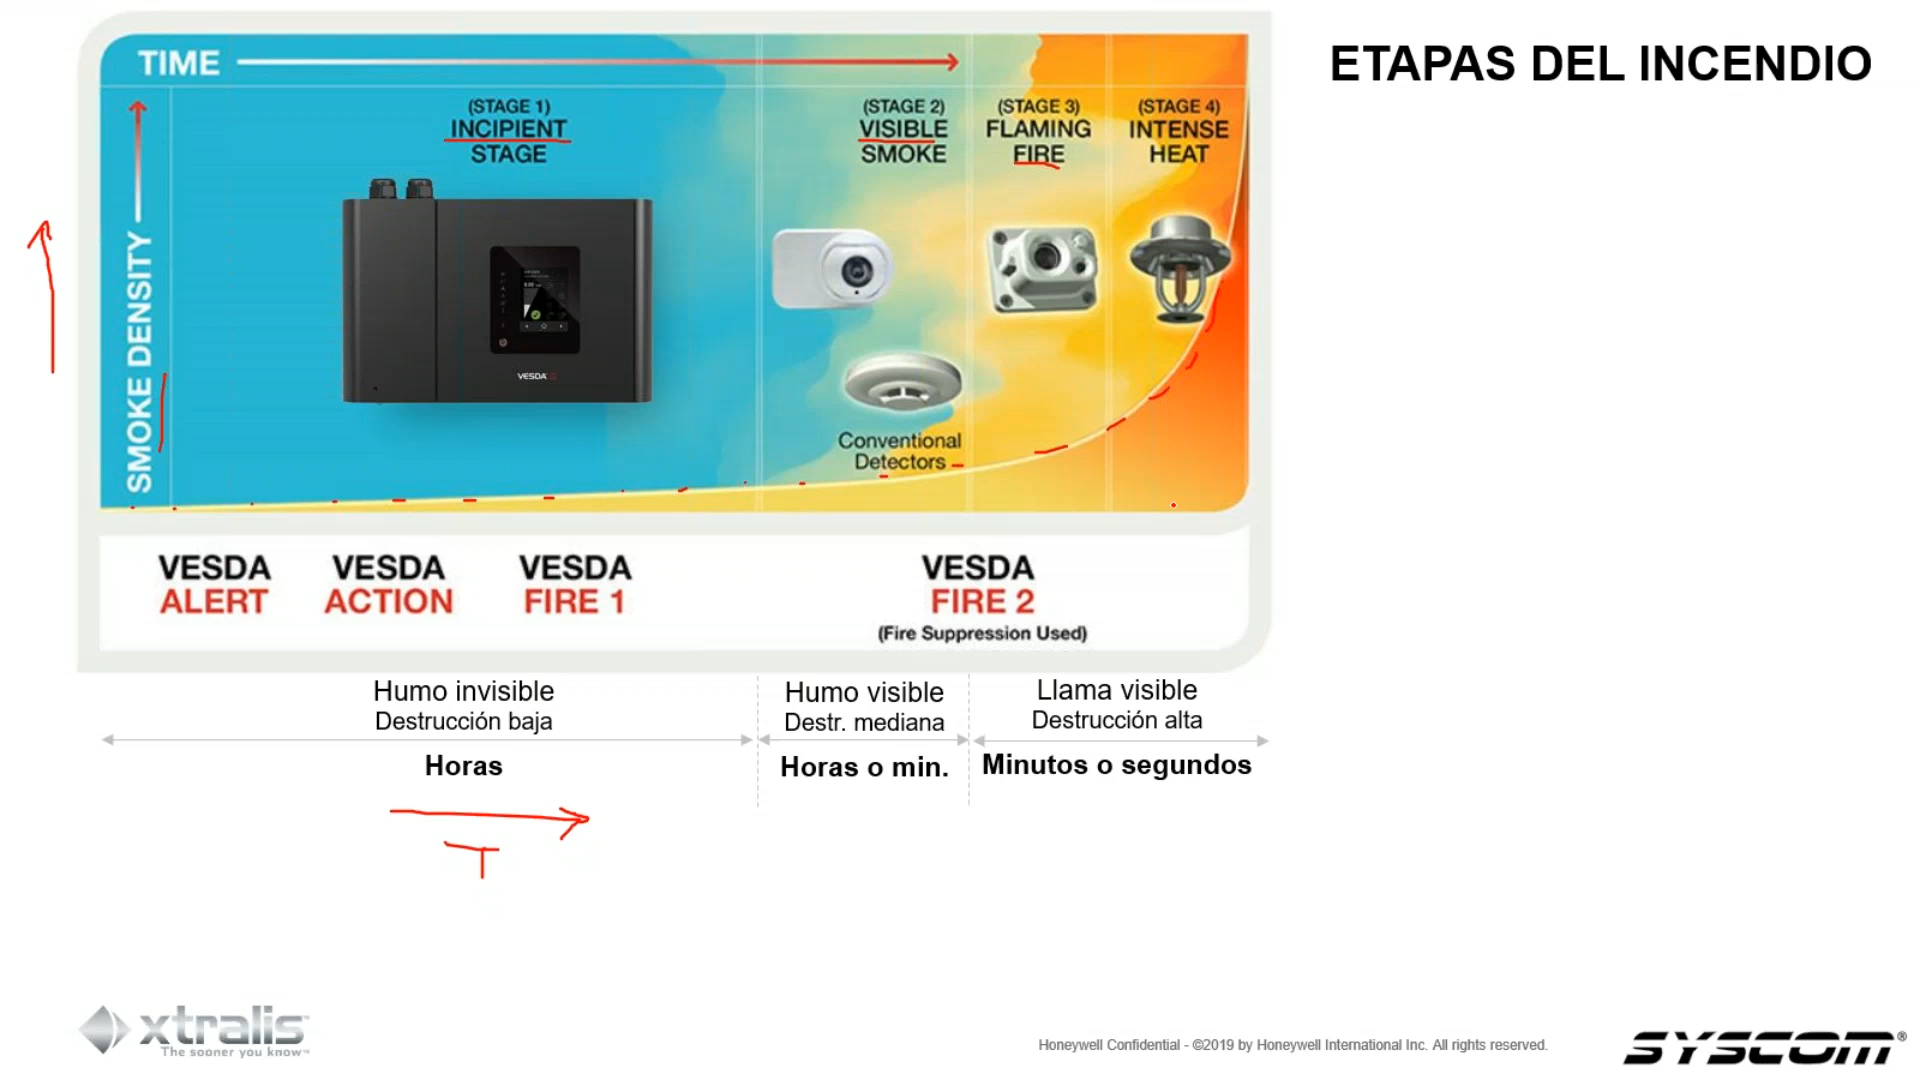 ETAPAS DEL INCENDIO
TIME
SMOKE DENSITY
(STAGE 1)
INCIPIENT
STAGE
(STAGE 2)
VISIBLE
SMOKE
(STAGE 3)
FLAMING
FIRE
(STAGE 4)
INTENSE
HEAT
VESDA
Conventional
Detectors
VESDA
ALERT
VESDA
ACTION
VESDA
FIRE 1
VESDA
FIRE 2
(Fire Suppression Used)
Humo invisible
Destrucción baja
Horas
Humo visible
Destr. mediana
Horas o min.
Llama visible
Destrucción alta
Minutos o segundos
T
xtralis™
The sooner you know™
Honeywell Confidential - ©2019 by Honeywell International Inc. All rights reserved.
SYSCOM®